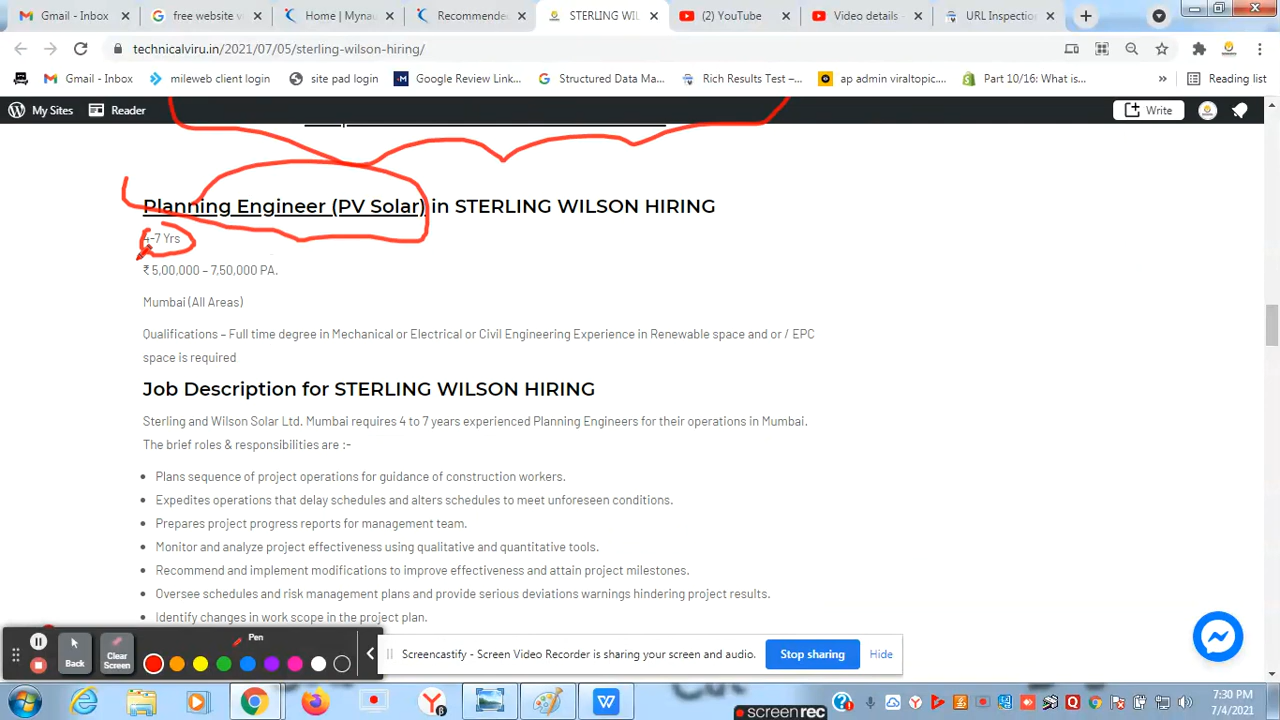 Gmail - Inbox
free website v
Home | Mynau
Recommende
STERLING WIL
(2) YouTube
Video details -
URL Inspection
technicalviru.in/2021/07/05/sterling-wilson-hiring/
Gmail - Inbox
mileweb client login
site pad login
Google Review Link...
Structured Data Ma...
Rich Results Test –...
ap admin viraltopic...
Part 10/16: What is...
»
Reading list
My Sites
Reader
Write
Planning Engineer (PV Solar) in STERLING WILSON HIRING
4-7 Yrs
₹ 5,00,000 – 7,50,000 PA.
Mumbai (All Areas)
Qualifications – Full time degree in Mechanical or Electrical or Civil Engineering Experience in Renewable space and or / EPC
space is required
Job Description for STERLING WILSON HIRING
Sterling and Wilson Solar Ltd. Mumbai requires 4 to 7 years experienced Planning Engineers for their operations in Mumbai.
The brief roles & responsibilities are :-
Plans sequence of project operations for guidance of construction workers.
Expedites operations that delay schedules and alters schedules to meet unforeseen conditions.
Prepares project progress reports for management team.
Monitor and analyze project effectiveness using qualitative and quantitative tools.
Recommend and implement modifications to improve effectiveness and attain project milestones.
Oversee schedules and risk management plans and provide serious deviations warnings hindering project results.
Identify changes in work scope in the project plan.
Pen
Back
Clear
Screen
Screencastify - Screen Video Recorder is sharing your screen and audio.
Stop sharing
Hide
7:30 PM
7/4/2021
screen rec